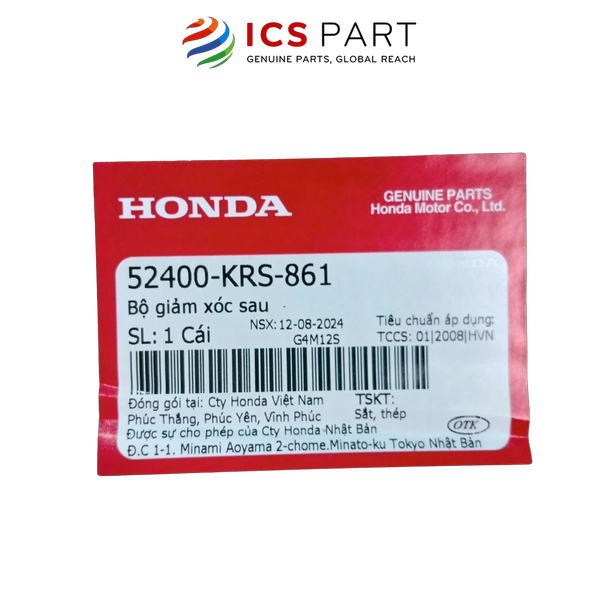 ICS PART
GENUINE PARTS, GLOBAL REACH
HONDA
GENUINE PARTS
Honda Motor Co., Ltd.
52400-KRS-861
Bộ giảm xóc sau
SL: 1 Cái
NSX: 12-08-2024
G4M12S
Tiêu chuẩn áp dụng:
TCCS: 01|2008|HVN
Đóng gói tại: Cty Honda Việt Nam
Phúc Thắng, Phúc Yên, Vĩnh Phúc
TSKT:
Sắt, thép
Được sự cho phép của Cty Honda Nhật Bản
Đ.C 1-1. Minami Aoyama 2-chome.Minato-ku Tokyo Nhật Bản
OTK